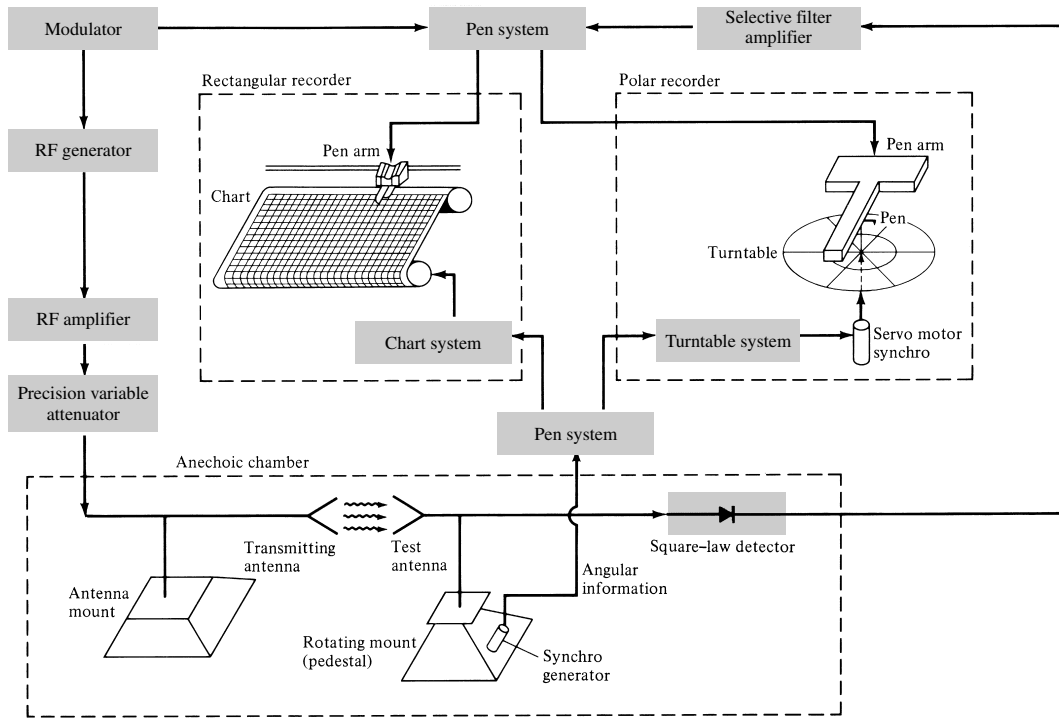 Modulator
Pen system
Selective filter
amplifier
Rectangular recorder
Polar recorder
RF generator
Pen arm
Pen arm
Chart
Pen
Turntable
RF amplifier
Chart system
Turntable system
Servo motor
synchro
Precision variable
attenuator
Pen system
Anechoic chamber
Transmitting
antenna
Test
antenna
Square–law detector
Angular
information
Antenna
mount
Rotating mount
(pedestal)
Synchro
generator